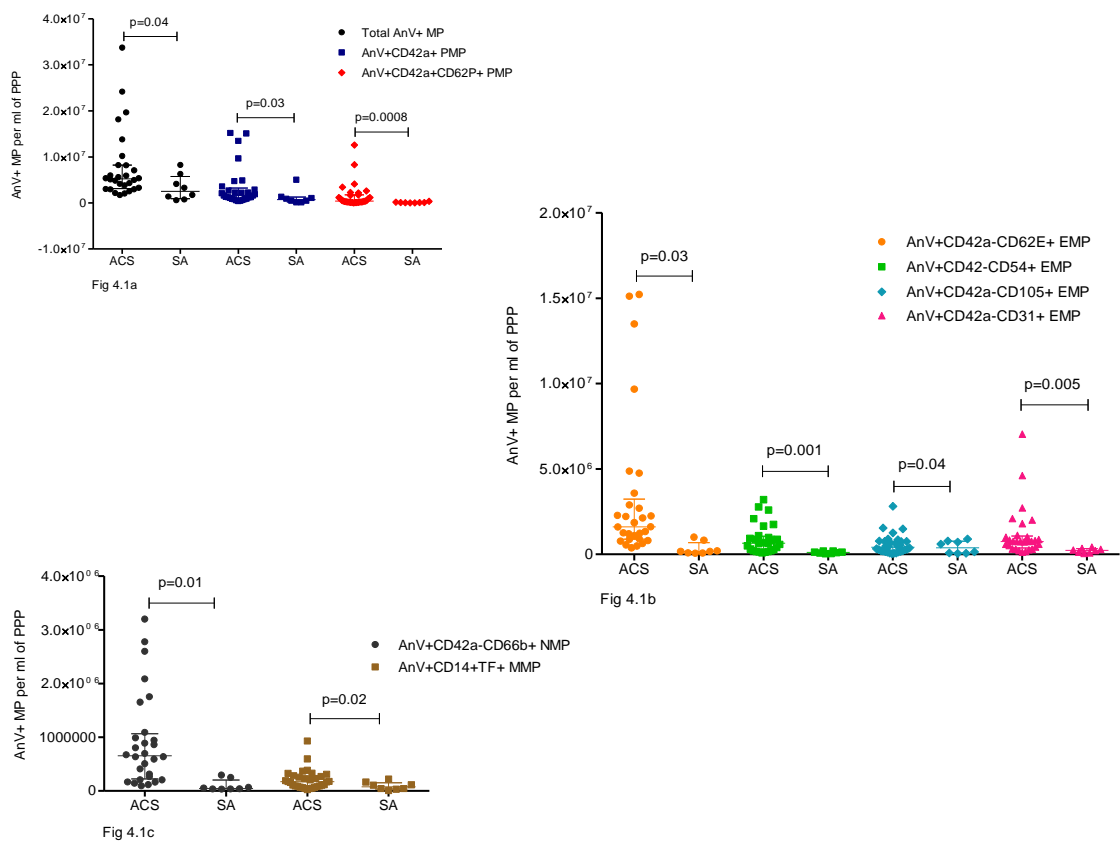 4.0×10⁷
3.0×10⁷
2.0×10⁷
1.0×10⁷
0
-1.0×10⁷
AnV+ MP per ml of PPP
p=0.04
p=0.03
p=0.0008
Total AnV+ MP
AnV+CD42a+ PMP
AnV+CD42a+CD62P+ PMP
ACS SA ACS SA ACS SA
Fig 4.1a
2.0×10⁷
1.5×10⁷
1.0×10⁷
5.0×10⁶
0
AnV+ MP per ml of PPP
p=0.03
p=0.001
p=0.04
p=0.005
AnV+CD42a-CD62E+ EMP
AnV+CD42-CD54+ EMP
AnV+CD42a-CD105+ EMP
AnV+CD42a-CD31+ EMP
ACS SA ACS SA ACS SA ACS SA
Fig 4.1b
4.0×10⁰⁶
3.0×10⁰⁶
2.0×10⁰⁶
1000000
0
AnV+ MP per ml of PPP
p=0.01
p=0.02
AnV+CD42a-CD66b+ NMP
AnV+CD14+TF+ MMP
ACS SA ACS SA
Fig 4.1c